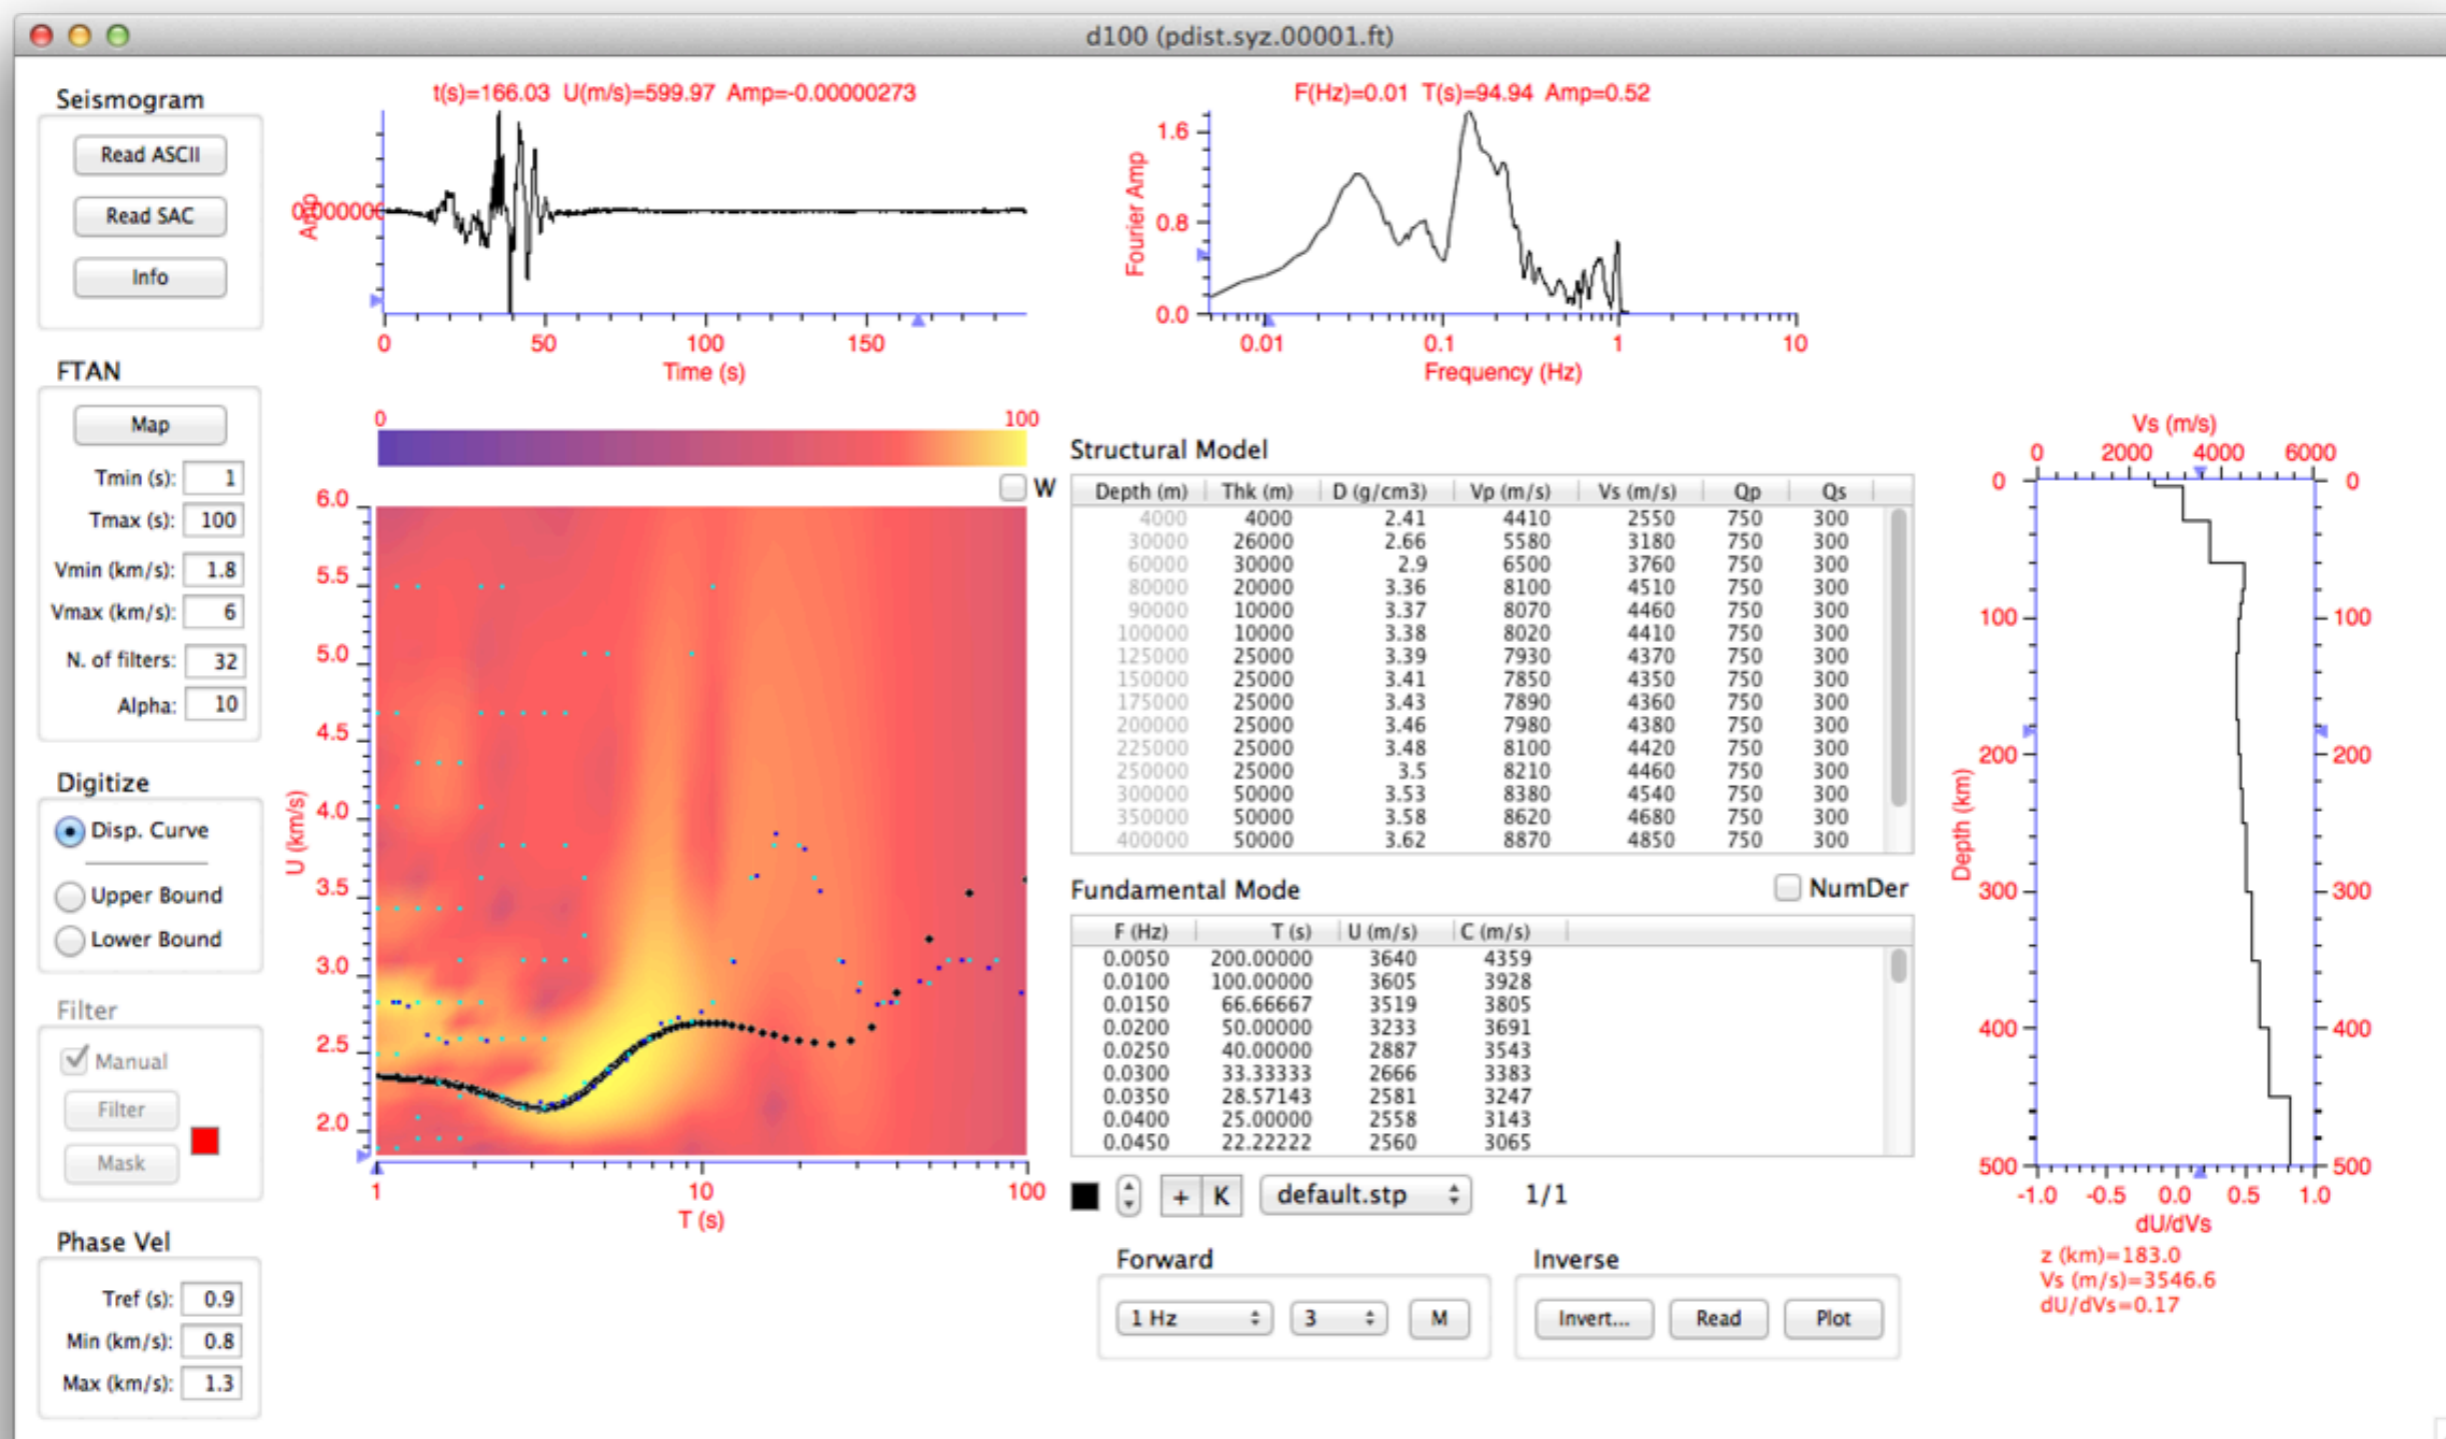 d100 (pdist.syz.00001.ft)
Seismogram
Read ASCII
Read SAC
Info
FTAN
Map
Tmin (s): 1
Tmax (s): 100
Vmin (km/s): 1.8
Vmax (km/s): 6
N. of filters: 32
Alpha: 10
Digitize
Disp. Curve
Upper Bound
Lower Bound
Filter
Manual
Filter
Mask
Phase Vel
Tref (s): 0.9
Min (km/s): 0.8
Max (km/s): 1.3
t(s)=166.03 U(m/s)=599.97 Amp=-0.00000273
Amp
0 50 100 150
Time (s)
F(Hz)=0.01 T(s)=94.94 Amp=0.52
Fourier Amp
1.6
0.8
0.0
0.01 0.1 1 10
Frequency (Hz)
0 100
W
U (km/s)
6.0
5.5
5.0
4.5
4.0
3.5
3.0
2.5
2.0
1 10 100
T (s)
Structural Model
Depth (m) Thk (m) D (g/cm3) Vp (m/s) Vs (m/s) Qp Qs
4000 4000 2.41 4410 2550 750 300
30000 26000 2.66 5580 3180 750 300
60000 30000 2.9 6500 3760 750 300
80000 20000 3.36 8100 4510 750 300
90000 10000 3.37 8070 4460 750 300
100000 10000 3.38 8020 4410 750 300
125000 25000 3.39 7930 4370 750 300
150000 25000 3.41 7850 4350 750 300
175000 25000 3.43 7890 4360 750 300
200000 25000 3.46 7980 4380 750 300
225000 25000 3.48 8100 4420 750 300
250000 25000 3.5 8210 4460 750 300
300000 50000 3.53 8380 4540 750 300
350000 50000 3.58 8620 4680 750 300
400000 50000 3.62 8870 4850 750 300
Fundamental Mode
NumDer
F (Hz) T (s) U (m/s) C (m/s)
0.0050 200.00000 3640 4359
0.0100 100.00000 3605 3928
0.0150 66.66667 3519 3805
0.0200 50.00000 3233 3691
0.0250 40.00000 2887 3543
0.0300 33.33333 2666 3383
0.0350 28.57143 2581 3247
0.0400 25.00000 2558 3143
0.0450 22.22222 2560 3065
+ K default.stp 1/1
Forward
1 Hz 3 M
Inverse
Invert... Read Plot
Vs (m/s)
0 2000 4000 6000
Depth (km)
0 0
100 100
200 200
300 300
400 400
500 500
-1.0 -0.5 0.0 0.5 1.0
dU/dVs
z (km)=183.0
Vs (m/s)=3546.6
dU/dVs=0.17